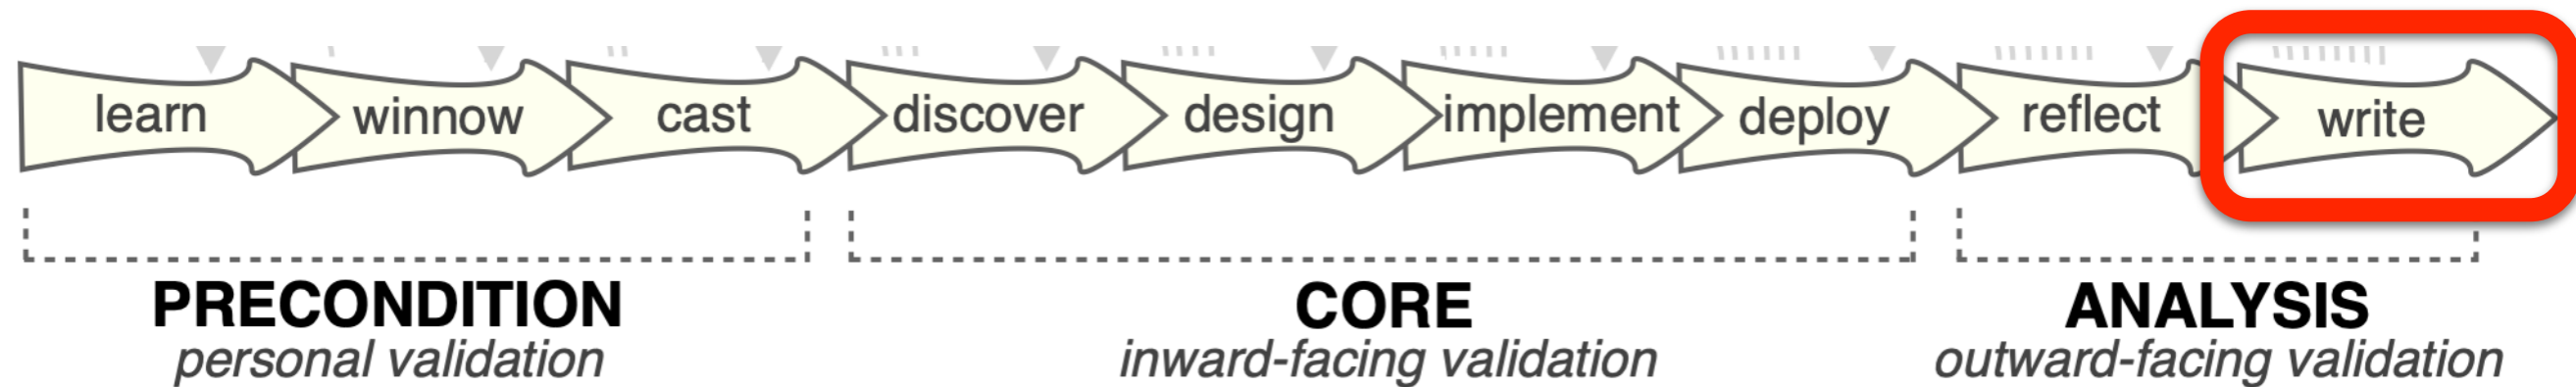 learn winnow cast discover design implement deploy reflect write
PRECONDITION CORE ANALYSIS
personal validation inward-facing validation outward-facing validation